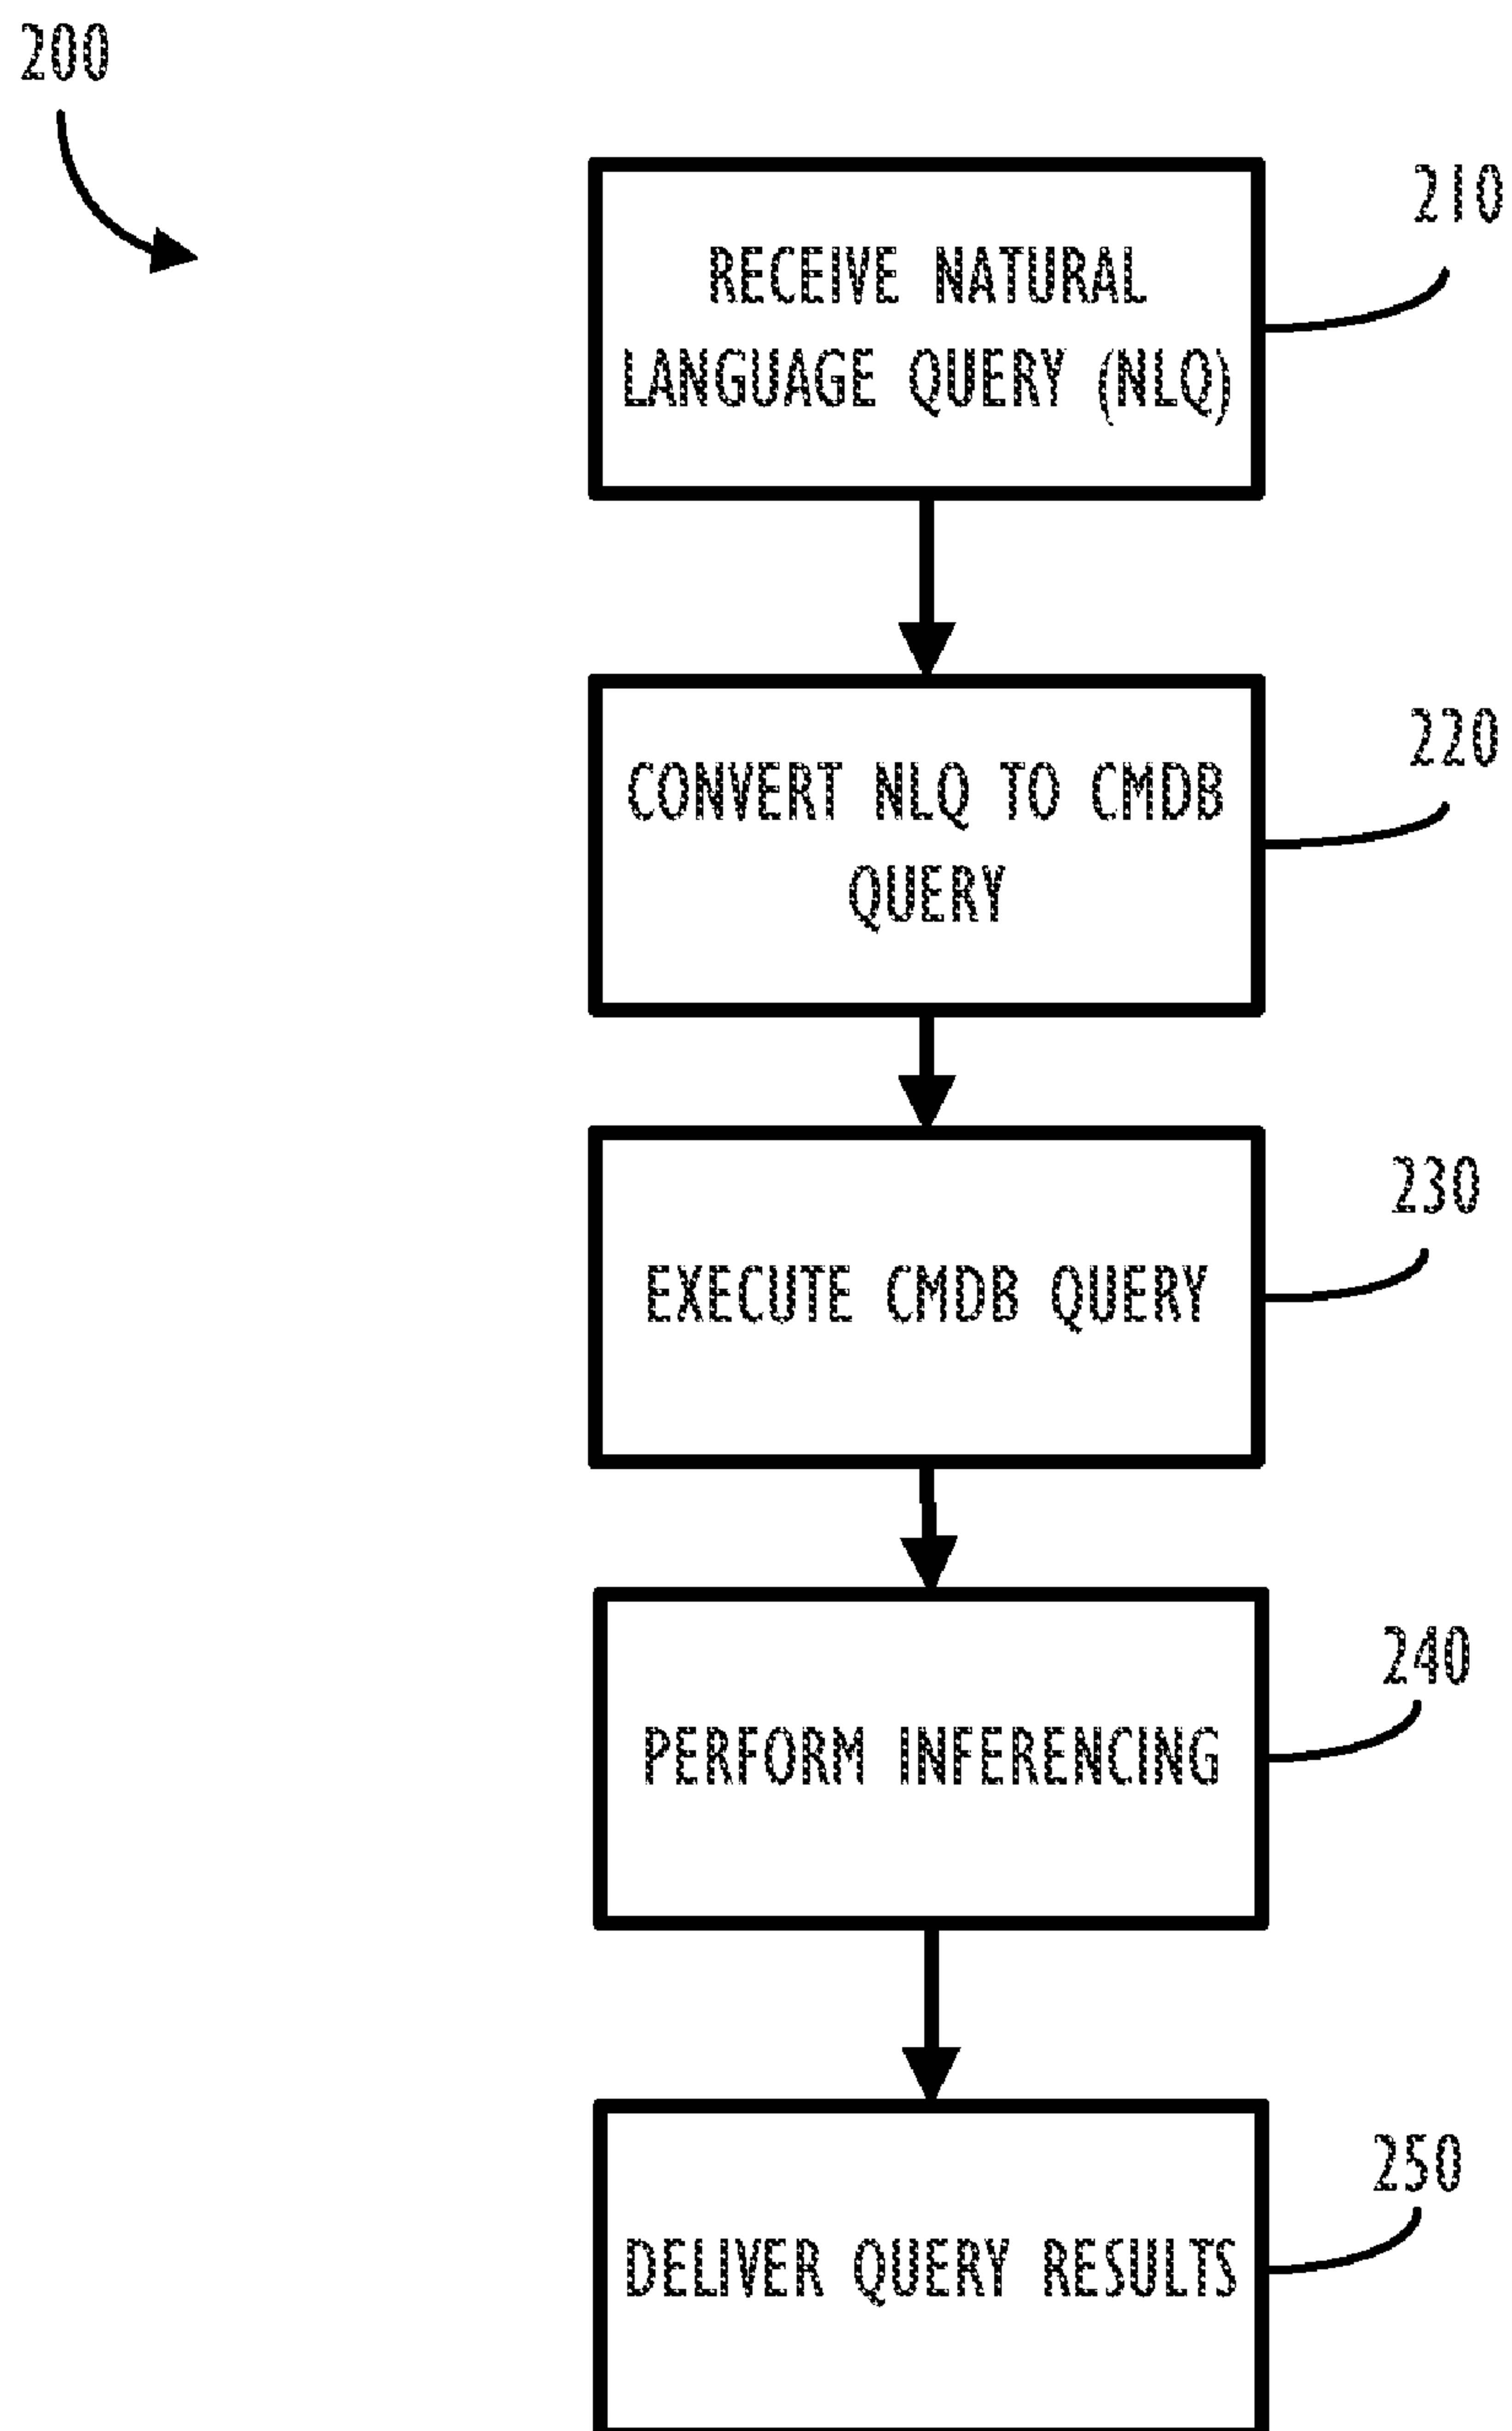 200
210
RECEIVE NATURAL
LANGUAGE QUERY (NLQ)
220
CONVERT NLQ TO CMDB
QUERY
230
EXECUTE CMDB QUERY
240
PERFORM INFERENCING
250
DELIVER QUERY RESULTS